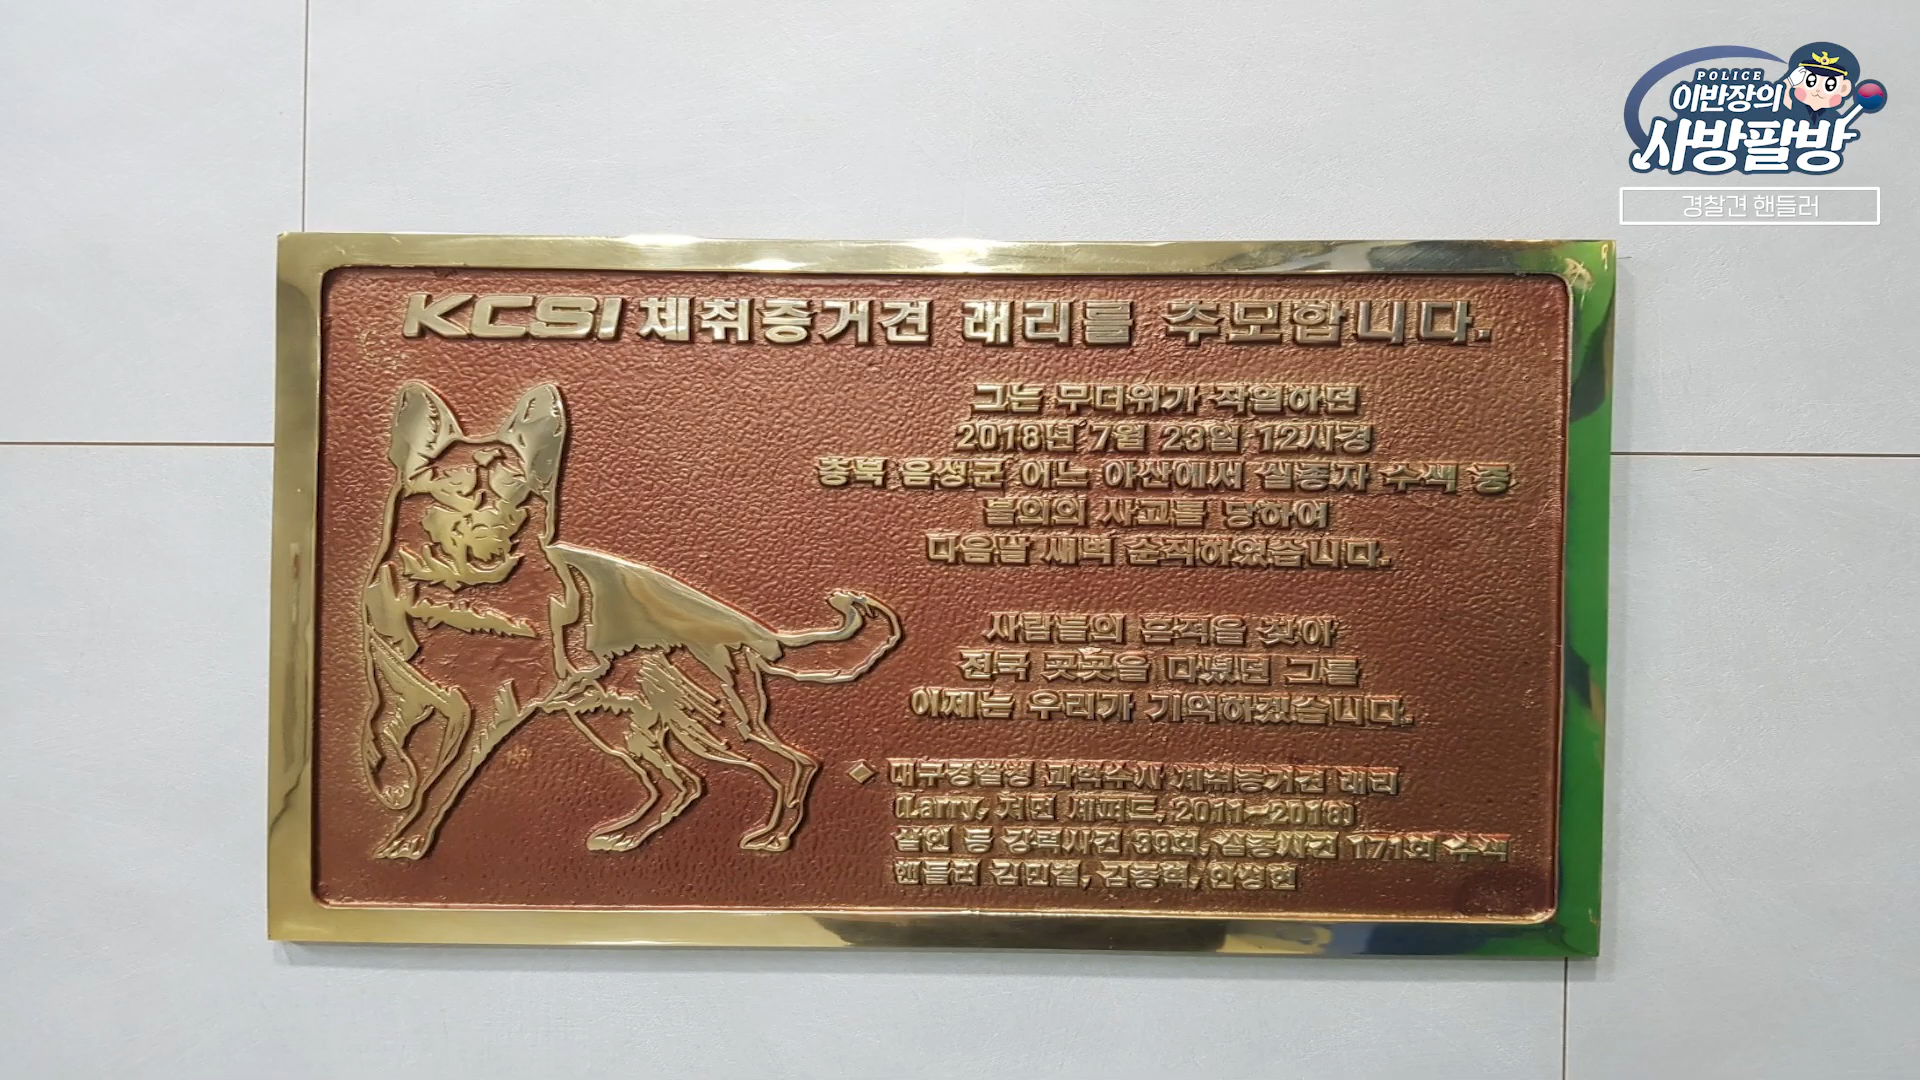 POLICE
이반장의
사방팔방
경찰견 핸들러
KCSI 체취증거견 래리를 추모합니다.
그는 무더위가 작열하던
2018년 7월 23일 12시경
충북 음성군 어느 야산에서 실종자 수색 중
불의의 사고를 당하여
다음날 새벽 순직하였습니다.
사람들의 흔적을 찾아
전국 곳곳을 다녔던 그를
이제는 우리가 기억하겠습니다.
◇ 대구경찰청 과학수사 체취증거견 래리
(Larry, 저먼 셰퍼드, 2011~2018)
살인 등 강력사건 39회, 실종사건 171회 수색
핸들러 김민철, 김종혁, 안성헌